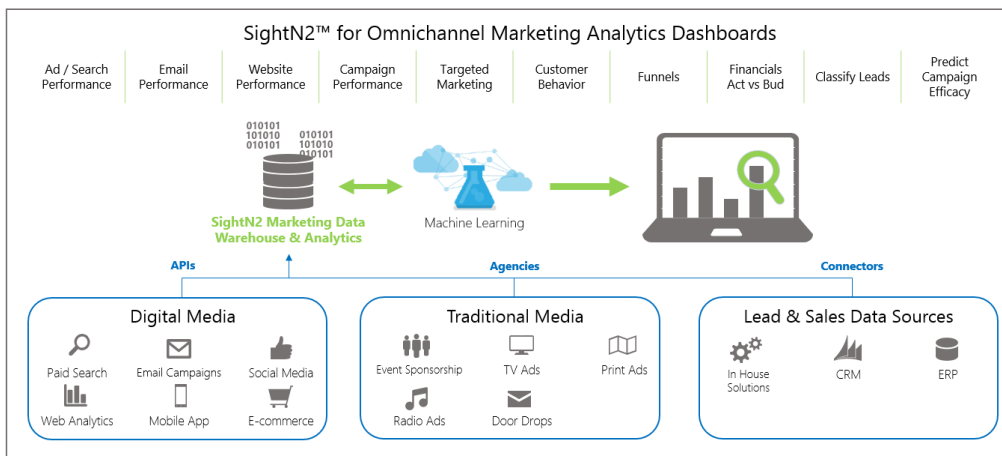 SightN2™ for Omnichannel Marketing Analytics Dashboards
Ad / Search
Performance
Email
Performance
Website
Performance
Campaign
Performance
Targeted
Marketing
Customer
Behavior
Funnels
Financials
Act vs Bud
Classify Leads
Predict
Campaign
Efficacy
010101
101010
010101
010101
101010
010101
SightN2 Marketing Data
Warehouse & Analytics
Machine Learning
APIs
Agencies
Connectors
Digital Media
Paid Search
Email Campaigns
Social Media
Web Analytics
Mobile App
E-commerce
Traditional Media
Event Sponsorship
TV Ads
Print Ads
Radio Ads
Door Drops
Lead & Sales Data Sources
In House
Solutions
CRM
ERP